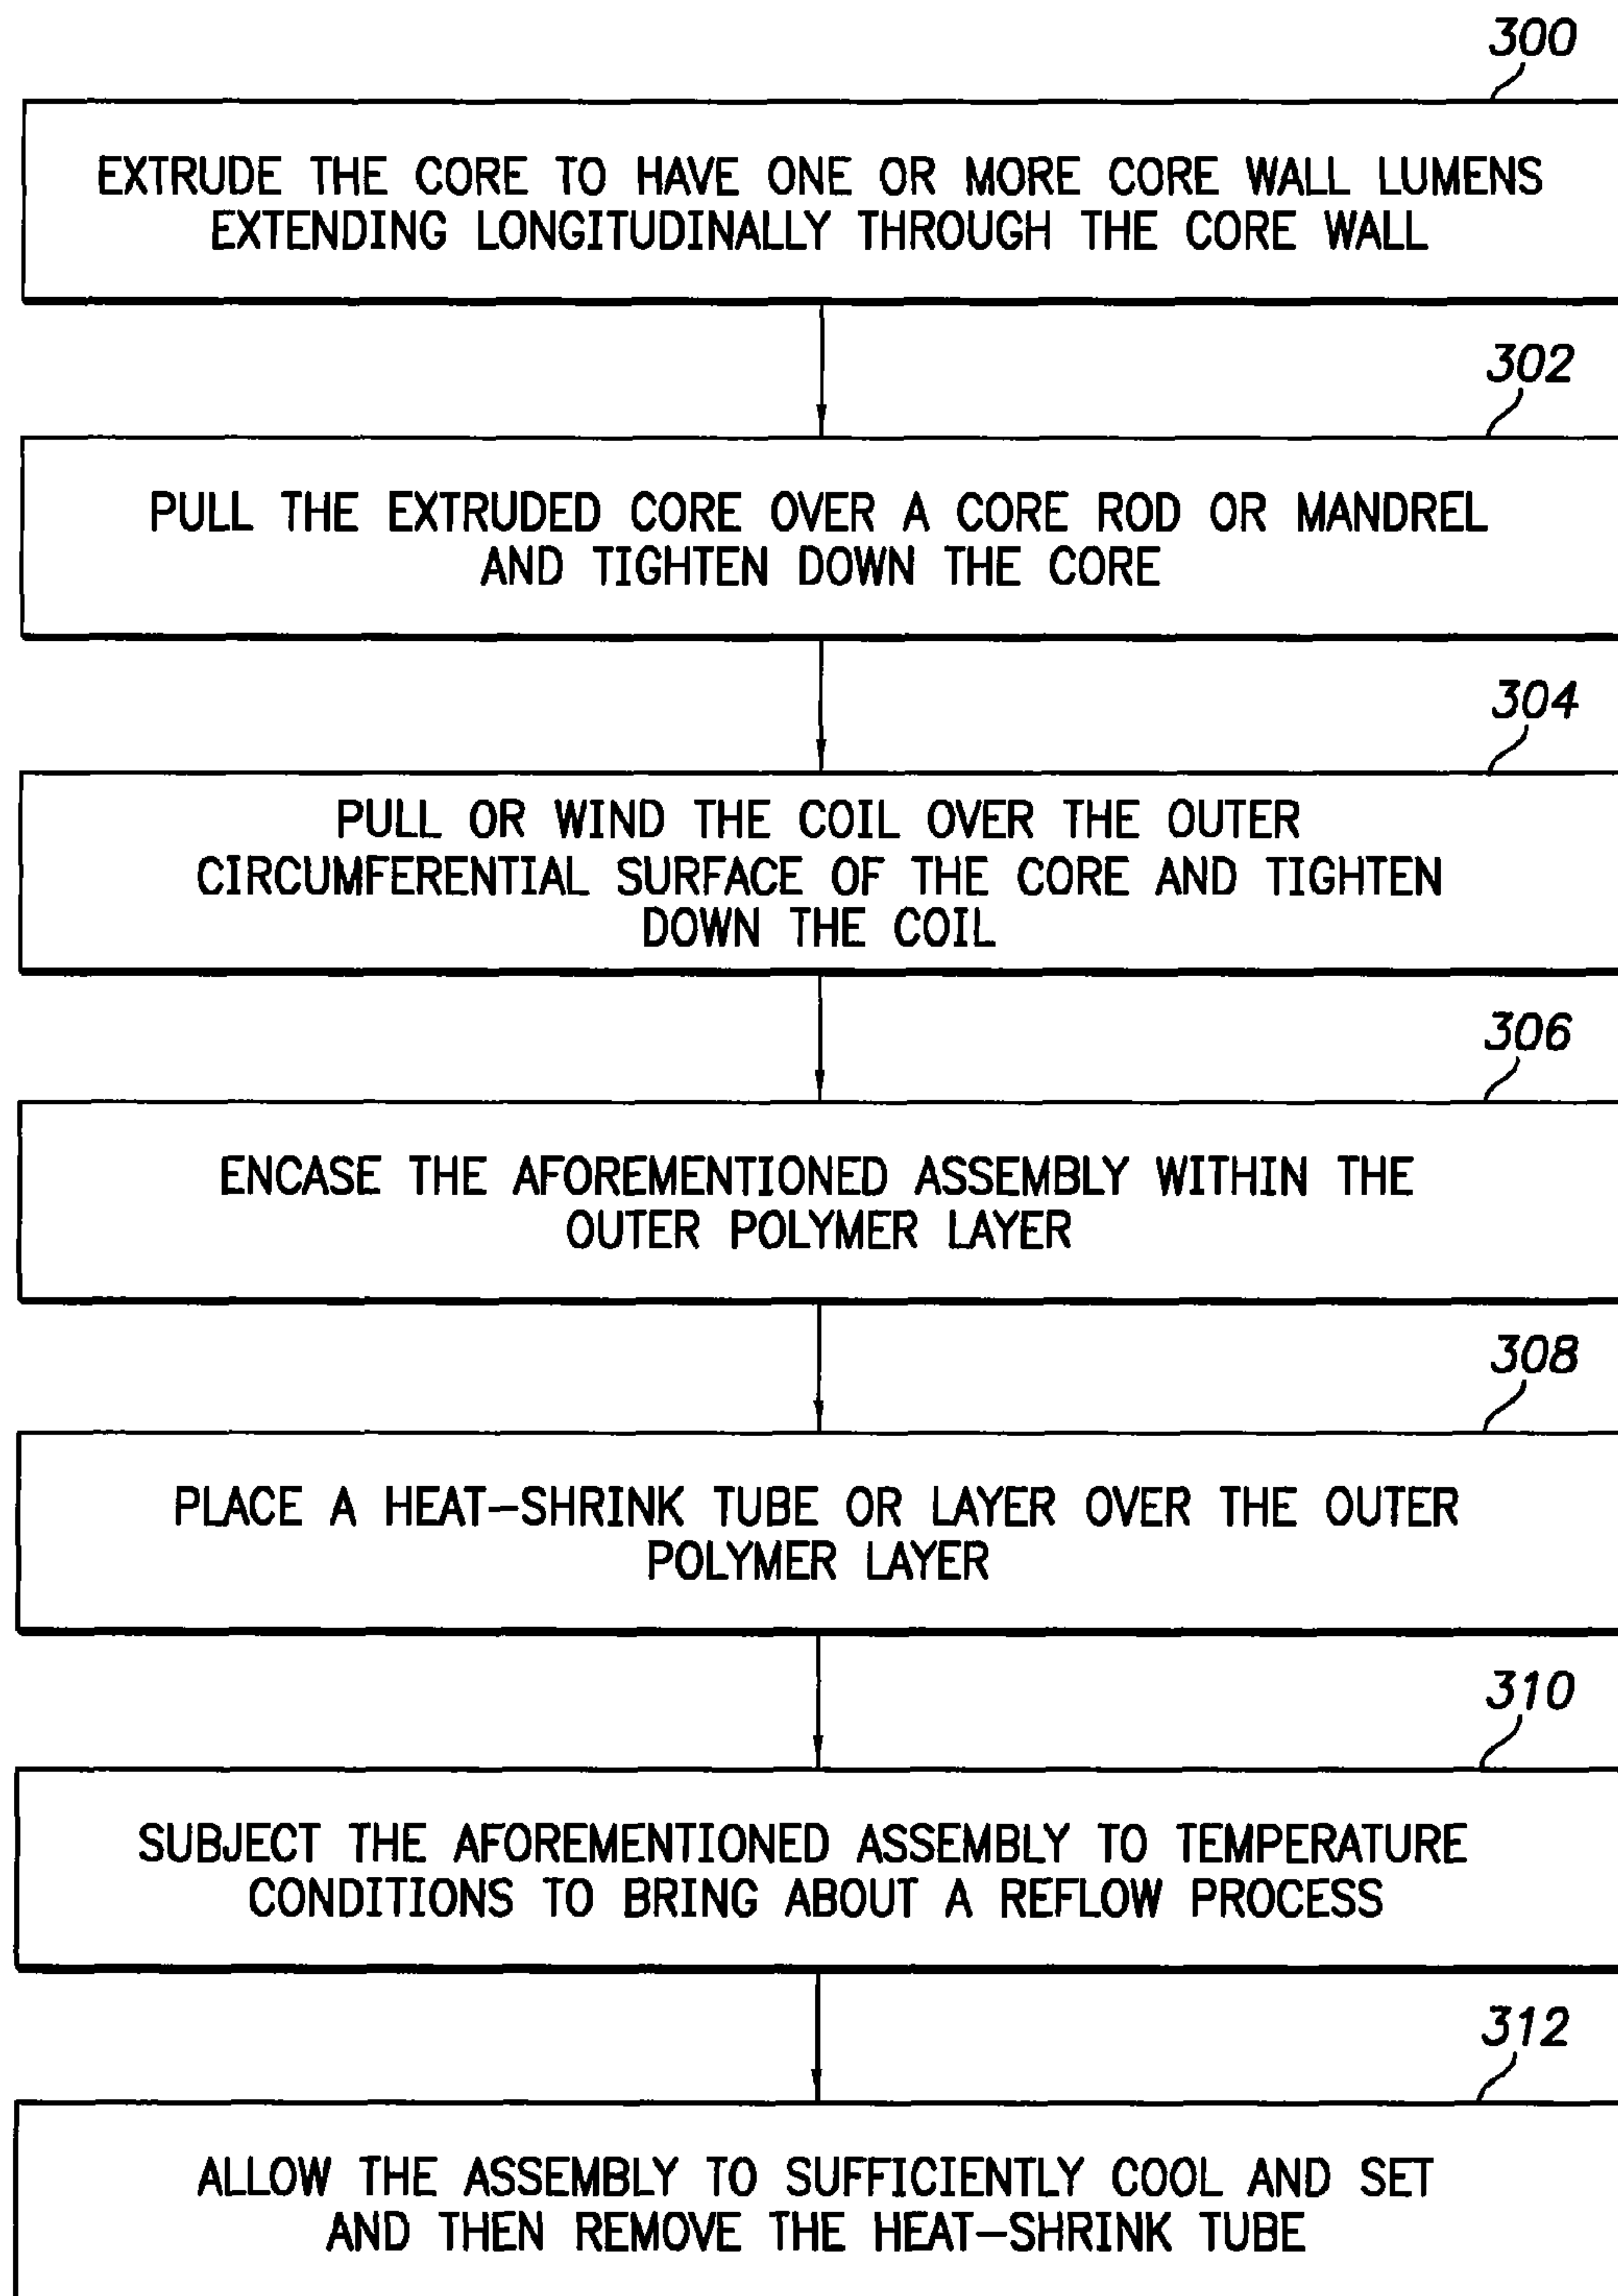 300
EXTRUDE THE CORE TO HAVE ONE OR MORE CORE WALL LUMENS
EXTENDING LONGITUDINALLY THROUGH THE CORE WALL
302
PULL THE EXTRUDED CORE OVER A CORE ROD OR MANDREL
AND TIGHTEN DOWN THE CORE
304
PULL OR WIND THE COIL OVER THE OUTER
CIRCUMFERENTIAL SURFACE OF THE CORE AND TIGHTEN
DOWN THE COIL
306
ENCASE THE AFOREMENTIONED ASSEMBLY WITHIN THE
OUTER POLYMER LAYER
308
PLACE A HEAT-SHRINK TUBE OR LAYER OVER THE OUTER
POLYMER LAYER
310
SUBJECT THE AFOREMENTIONED ASSEMBLY TO TEMPERATURE
CONDITIONS TO BRING ABOUT A REFLOW PROCESS
312
ALLOW THE ASSEMBLY TO SUFFICIENTLY COOL AND SET
AND THEN REMOVE THE HEAT-SHRINK TUBE